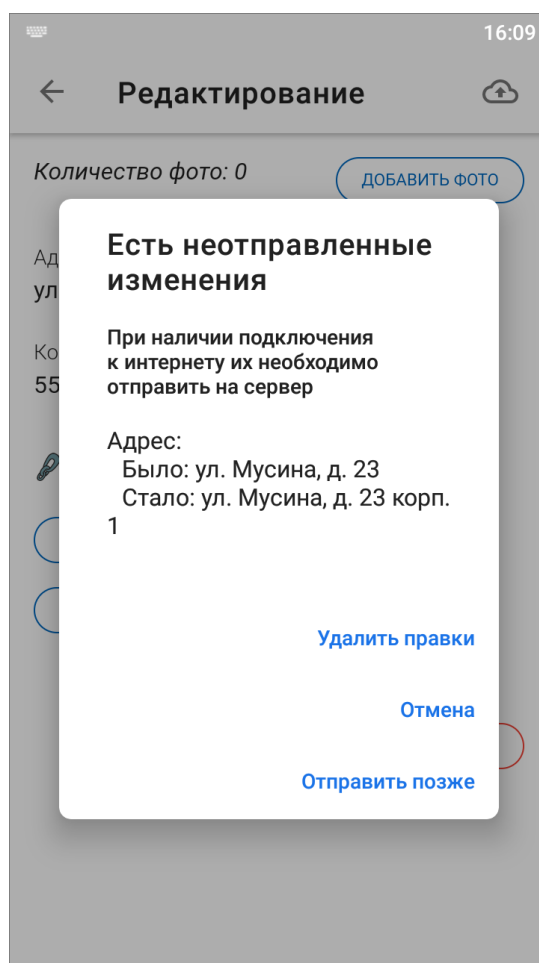 16:09
Редактирование
Количество фото: 0
ДОБАВИТЬ ФОТО
Есть неотправленные
изменения
При наличии подключения
к интернету их необходимо
отправить на сервер
Адрес:
Было: ул. Мусина, д. 23
Стало: ул. Мусина, д. 23 корп.
1
Ад
ул
Ко
55
Удалить правки
Отмена
Отправить позже